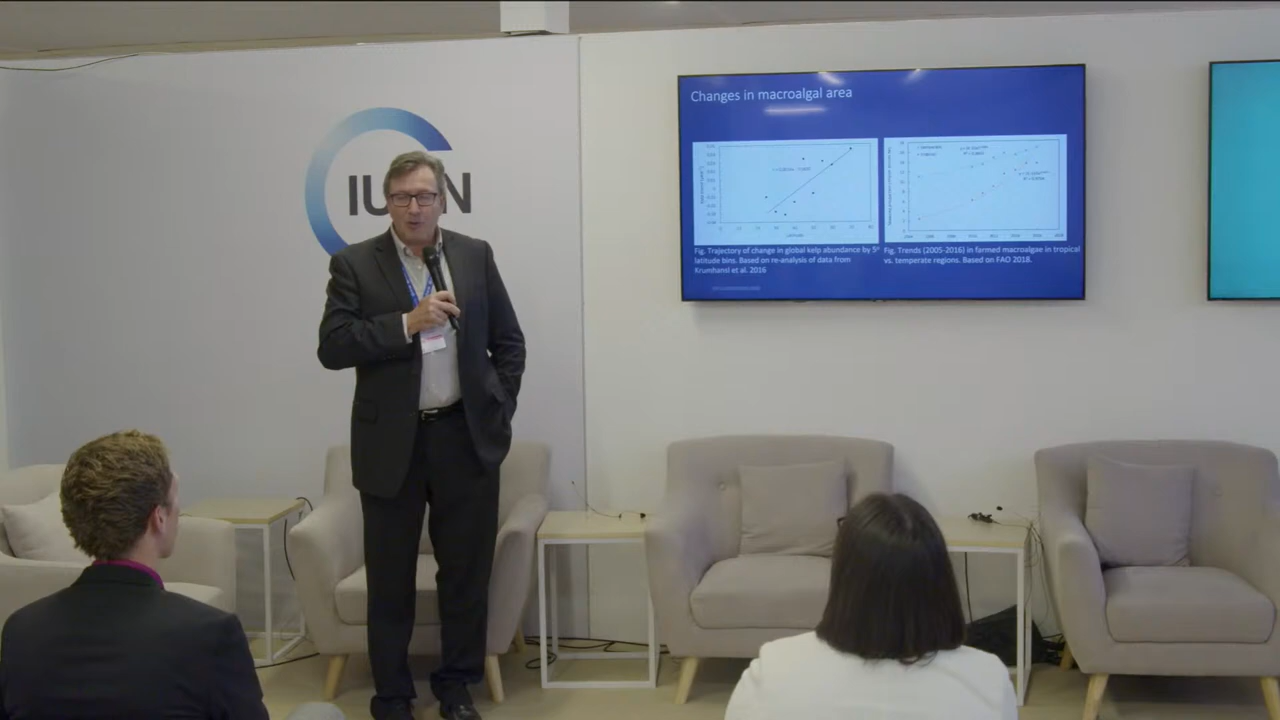 IU N
Changes in macroalgal area
Latitude
Fig. Trajectory of change in global kelp abundance by 5°
latitude bins. Based on re-analysis of data from
Krumhansl et al. 2016
Fig. Trends (2005-2016) in farmed macroalgae in tropical
vs. temperate regions. Based on FAO 2018.